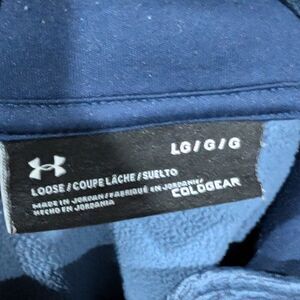 LG/G/G
LOOSE / COUPE LÂCHE / SUELTO
MADE IN JORDAN/FABRIQUÉ EN JORDANIE/
HECHO EN JORDANIA
COLDGEAR